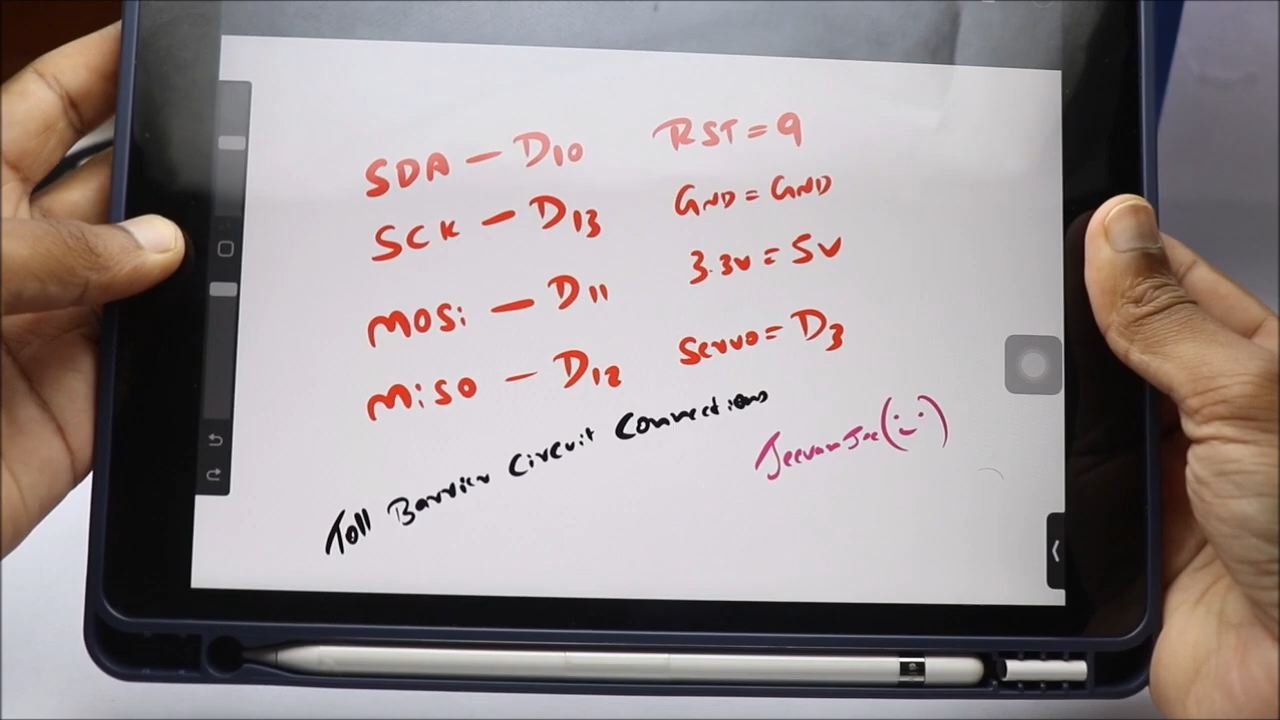 SDA – D10
SCK – D13
MOSi – D11
MiSO – D12
RST = 9
GND = GND
3.3v = 5v
Servo = D3
Toll Barrier Circuit Connections
JeevanJee(:)